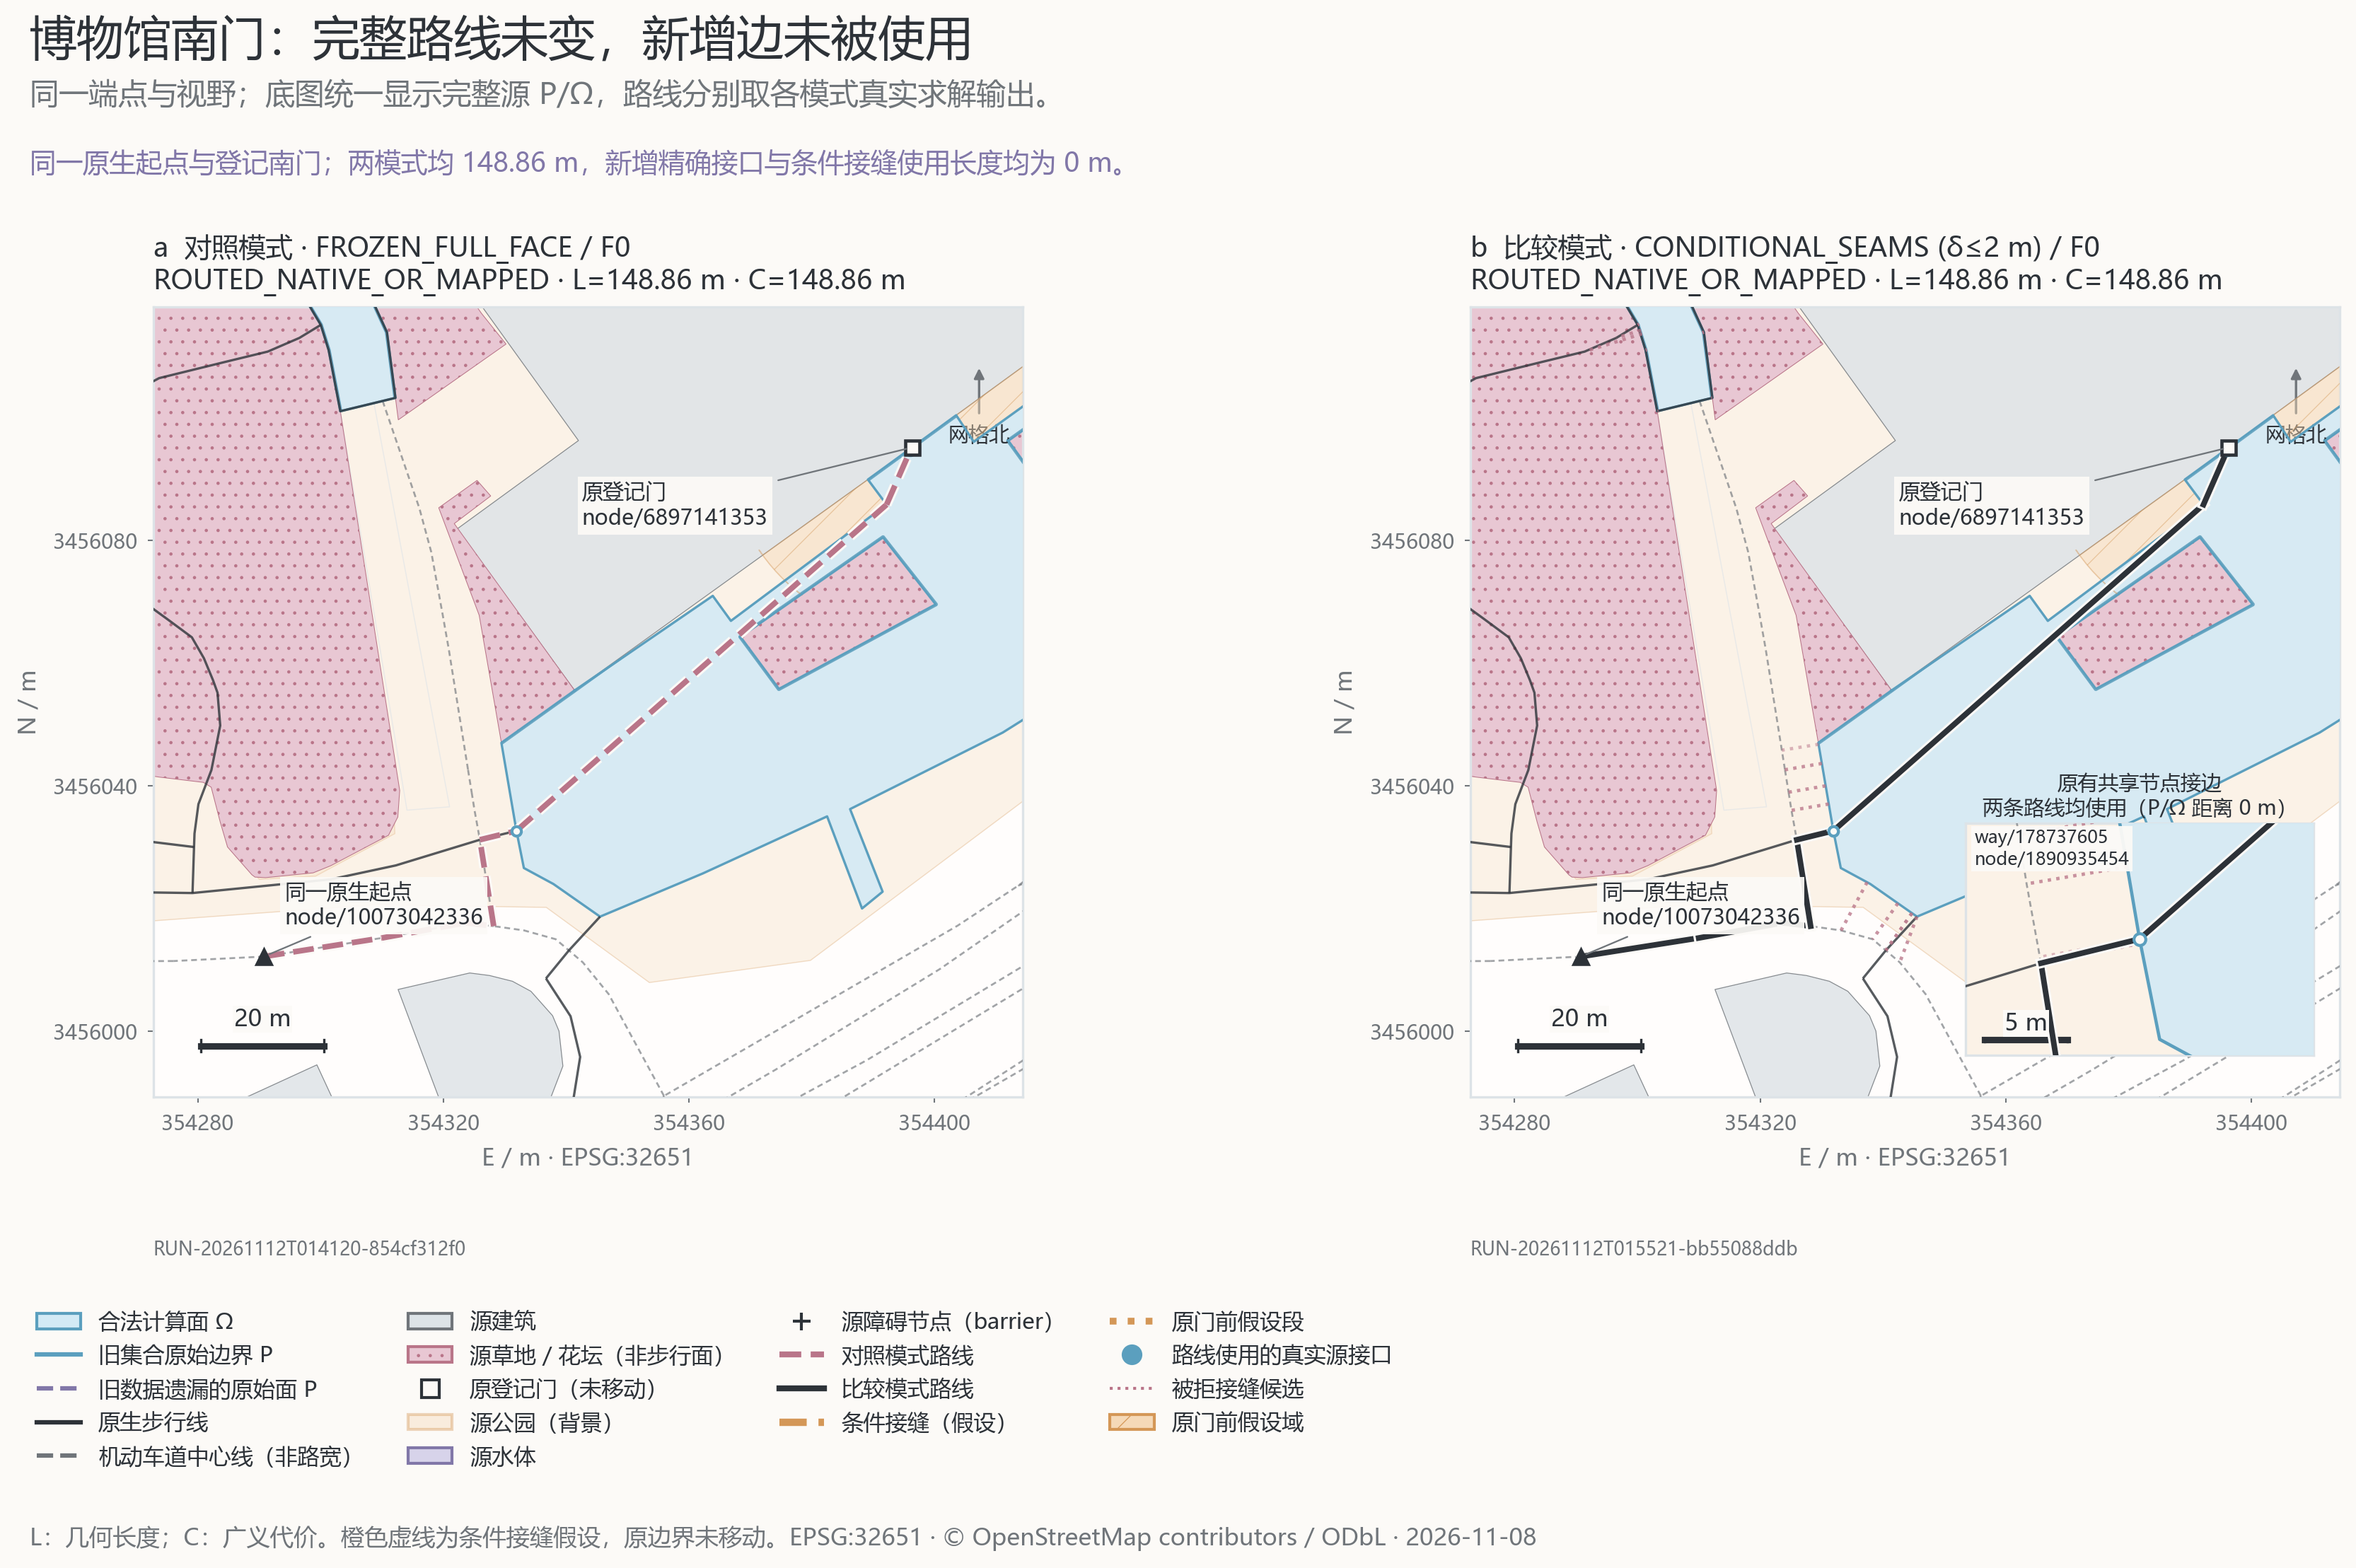 博物馆南门：完整路线未变，新增边未被使用
同一端点与视野；底图统一显示完整源 P/Ω，路线分别取各模式真实求解输出。
同一原生起点与登记南门；两模式均 148.86 m，新增精确接口与条件接缝使用长度均为 0 m。
a 对照模式 · FROZEN_FULL_FACE / F0
ROUTED_NATIVE_OR_MAPPED · L=148.86 m · C=148.86 m
网格北
原登记门
node/6897141353
同一原生起点
node/10073042336
20 m
3456080
3456040
3456000
N / m
354280
354320
354360
354400
E / m · EPSG:32651
RUN-20261112T014120-854cf312f0
b 比较模式 · CONDITIONAL_SEAMS (δ≤2 m) / F0
ROUTED_NATIVE_OR_MAPPED · L=148.86 m · C=148.86 m
网格北
原登记门
node/6897141353
原有共享节点接边
两条路线均使用（P/Ω 距离 0 m）
way/178737605
node/1890935454
5 m
同一原生起点
node/10073042336
20 m
3456080
3456040
3456000
N / m
354280
354320
354360
354400
E / m · EPSG:32651
RUN-20261112T015521-bb55088ddb
合法计算面 Ω
旧集合原始边界 P
旧数据遗漏的原始面 P
原生步行线
机动车道中心线（非路宽）
源建筑
源草地 / 花坛（非步行面）
原登记门（未移动）
源公园（背景）
源水体
源障碍节点（barrier）
对照模式路线
比较模式路线
条件接缝（假设）
原门前假设段
路线使用的真实源接口
被拒接缝候选
原门前假设域
L：几何长度；C：广义代价。橙色虚线为条件接缝假设，原边界未移动。EPSG:32651 · © OpenStreetMap contributors / ODbL · 2026-11-08